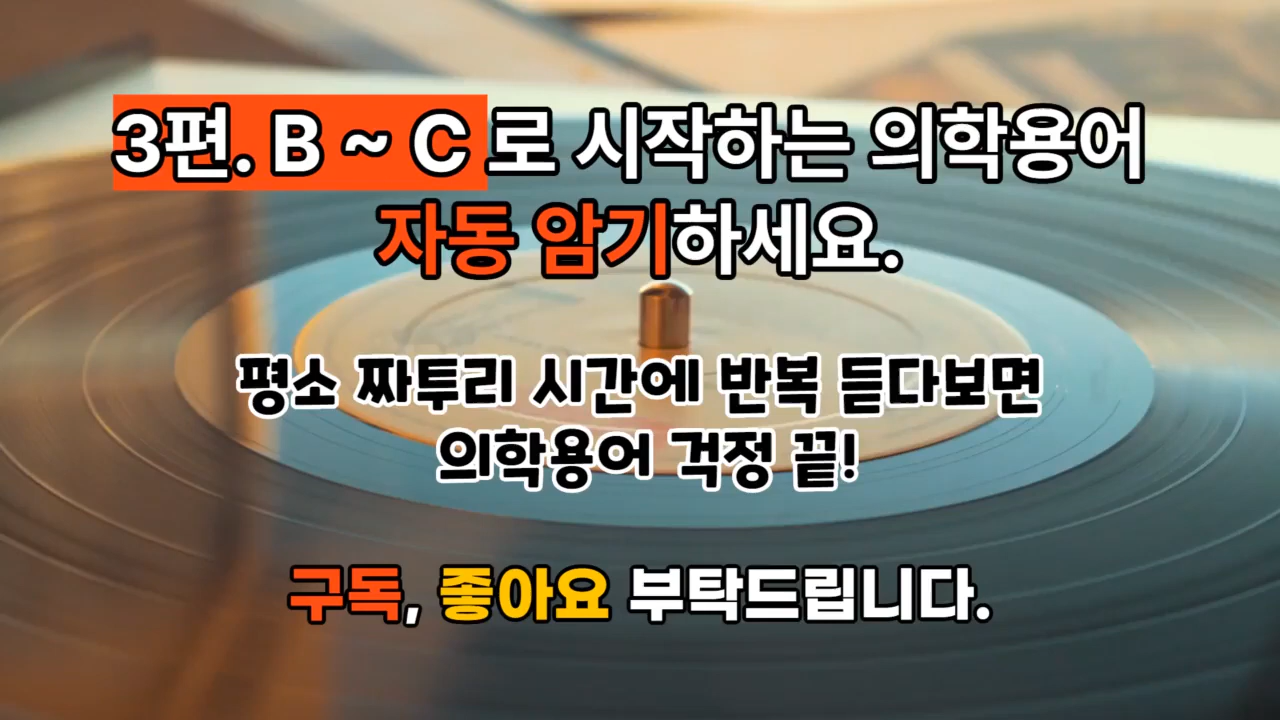 3편. B ~ C 로 시작하는 의학용어
자동 암기하세요.
평소 짜투리 시간에 반복 듣다보면
의학용어 걱정 끝!
구독, 좋아요 부탁드립니다.